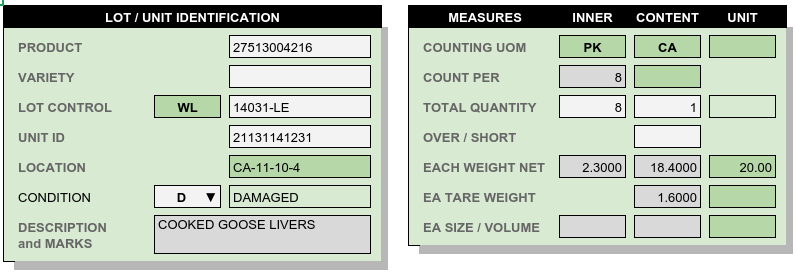 LOT / UNIT IDENTIFICATION
PRODUCT 27513004216
VARIETY
LOT CONTROL WL 14031-LE
UNIT ID 21131141231
LOCATION CA-11-10-4
CONDITION D ▼ DAMAGED
DESCRIPTION and MARKS COOKED GOOSE LIVERS
MEASURES INNER CONTENT UNIT
COUNTING UOM PK CA
COUNT PER 8
TOTAL QUANTITY 8 1
OVER / SHORT
EACH WEIGHT NET 2.3000 18.4000 20.00
EA TARE WEIGHT 1.6000
EA SIZE / VOLUME